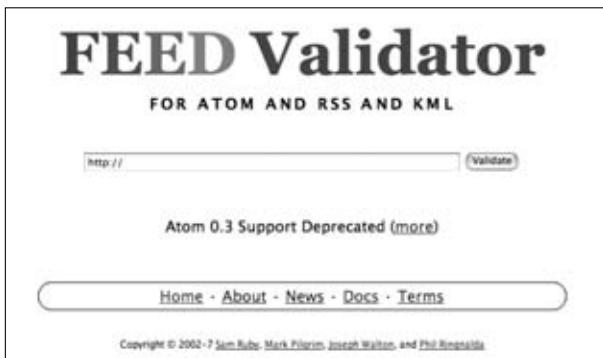 FEED Validator
FOR ATOM AND RSS AND KML
http:// Validate
Atom 0.3 Support Deprecated (more)
Home · About · News · Docs · Terms
Copyright © 2002-7 Sam Ruby, Mark Pilgrim, Joseph Walton, and Phil Ringnalda